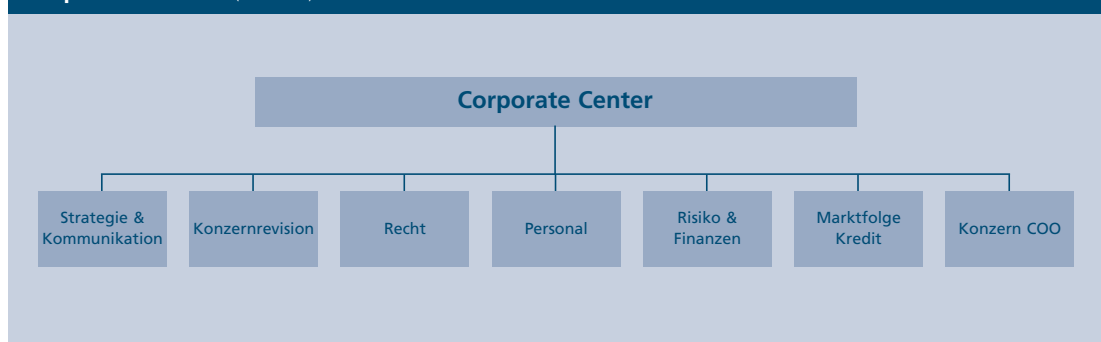 Corporate Center
Strategie &
Kommunikation
Konzernrevision
Recht
Personal
Risiko &
Finanzen
Marktfolge
Kredit
Konzern COO